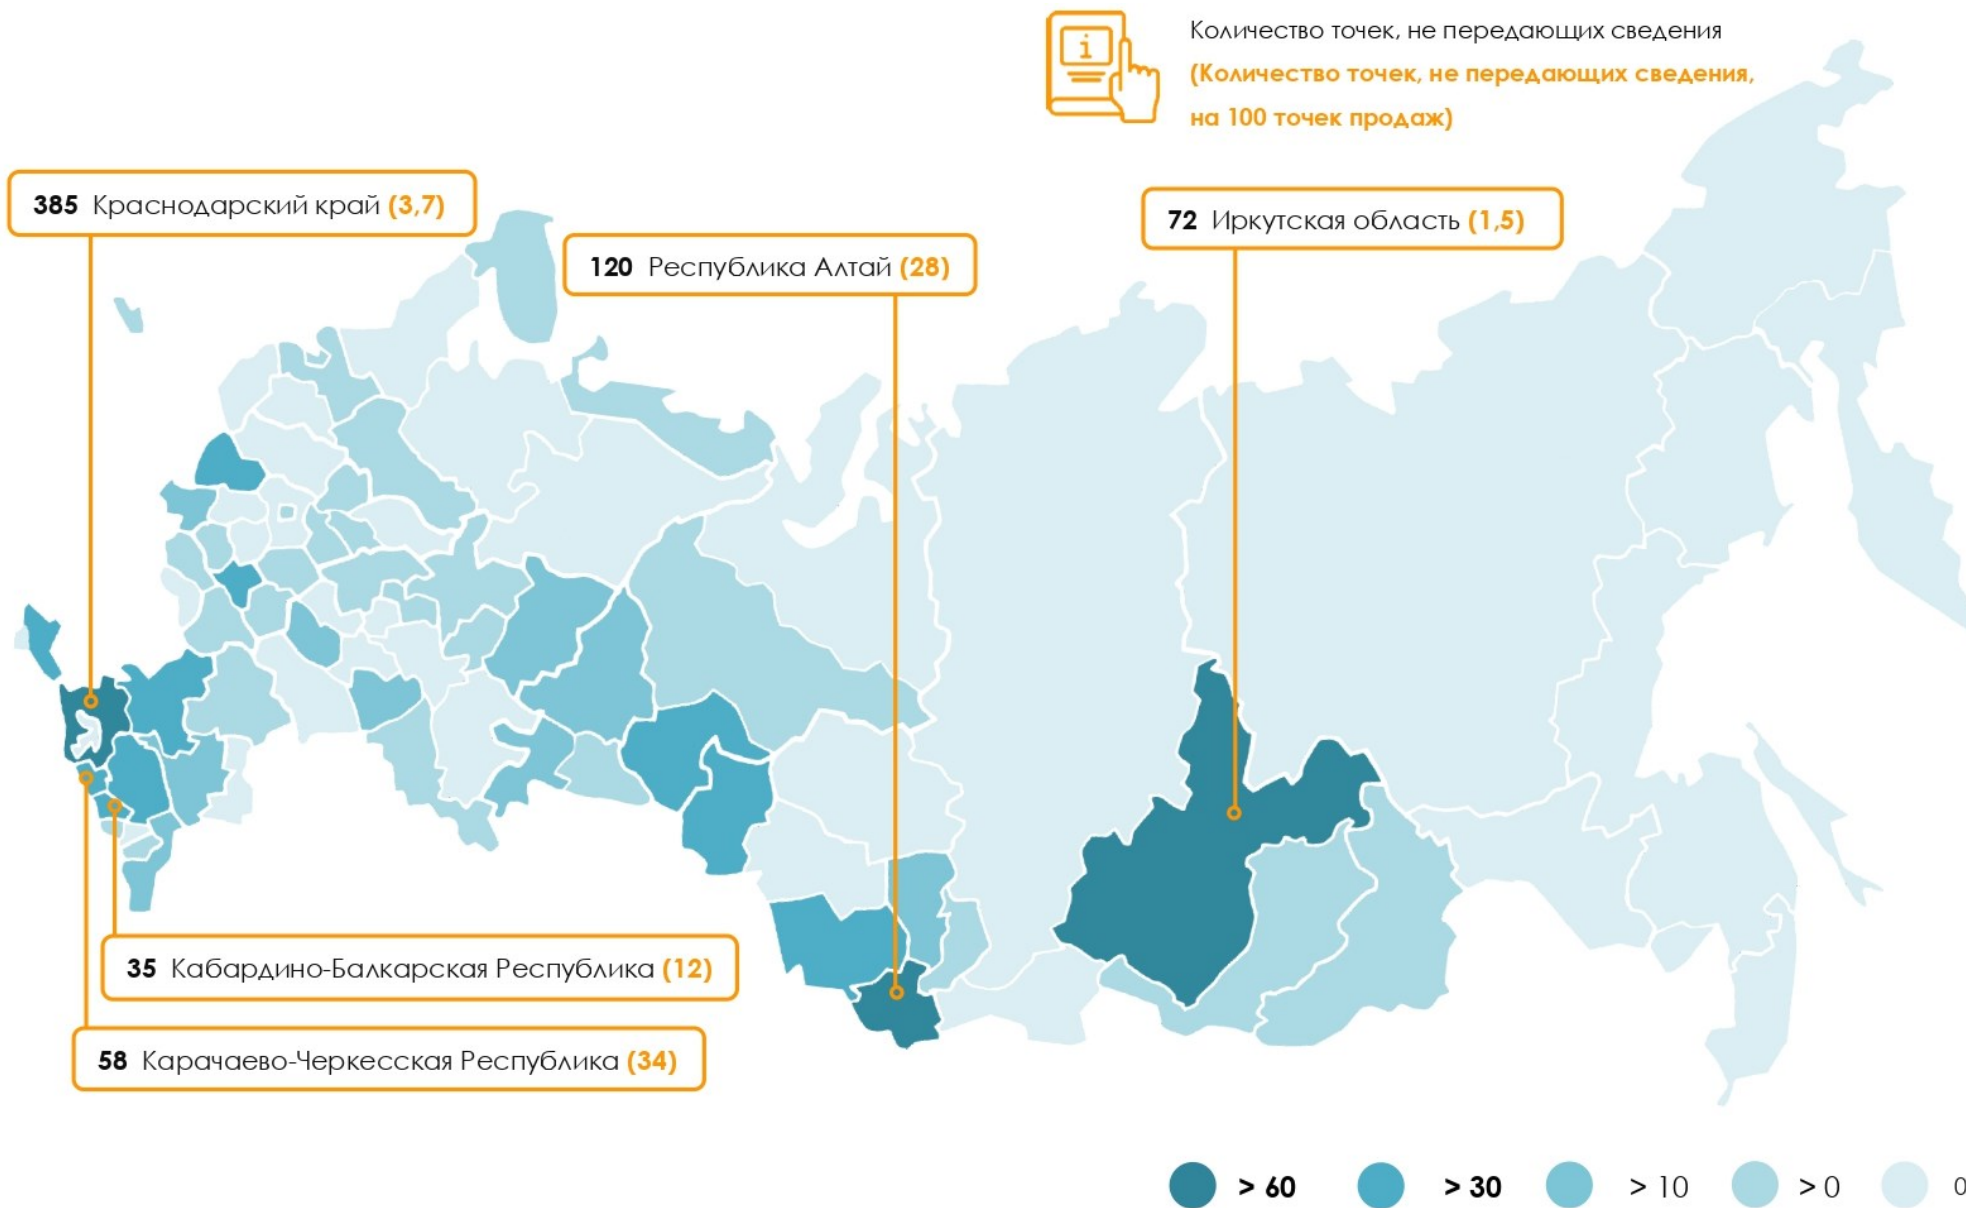 Количество точек, не передающих сведения
(Количество точек, не передающих сведения,
на 100 точек продаж)
385 Краснодарский край (3,7)
72 Иркутская область (1,5)
120 Республика Алтай (28)
35 Кабардино-Балкарская Республика (12)
58 Карачаево-Черкесская Республика (34)
> 60 > 30 > 10 > 0 0